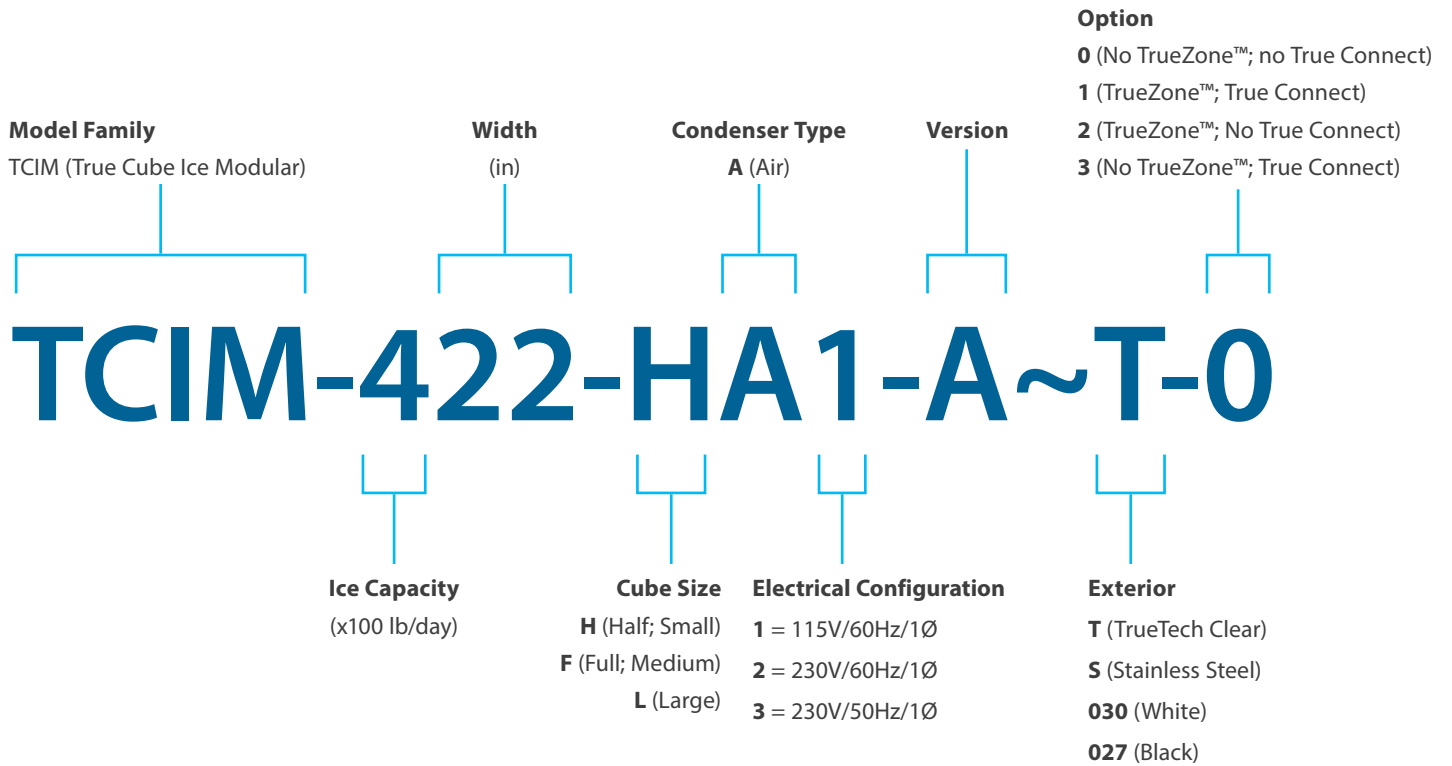 Option
0 (No TrueZone™; no True Connect)
1 (TrueZone™; True Connect)
2 (TrueZone™; No True Connect)
3 (No TrueZone™; True Connect)
Model Family
TCIM (True Cube Ice Modular)
Width
(in)
Condenser Type
A (Air)
Version
TCIM-422-HA1-A~T-0
Ice Capacity
(x100 lb/day)
Cube Size
H (Half; Small)
F (Full; Medium)
L (Large)
Electrical Configuration
1 = 115V/60Hz/1Ø
2 = 230V/60Hz/1Ø
3 = 230V/50Hz/1Ø
Exterior
T (TrueTech Clear)
S (Stainless Steel)
030 (White)
027 (Black)